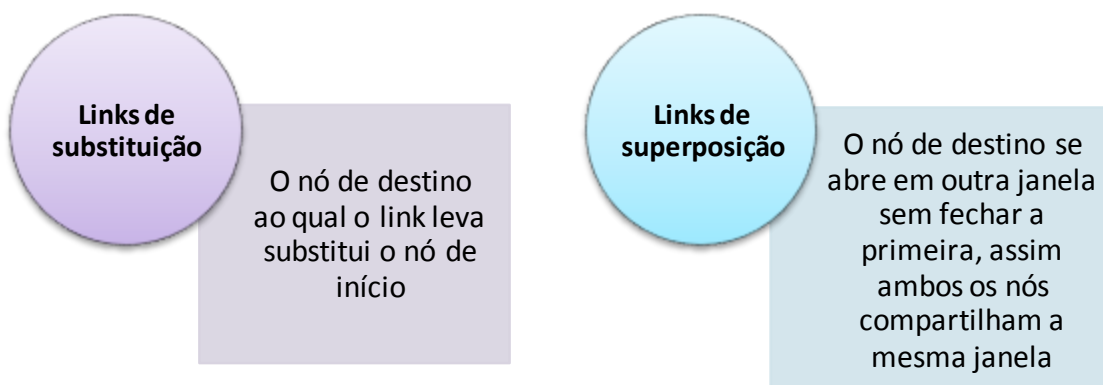 Links de
substituição
O nó de destino
ao qual o link leva
substitui o nó de
início
Links de
superposição
O nó de destino se
abre em outra janela
sem fechar a
primeira, assim
ambos os nós
compartilham a
mesma janela